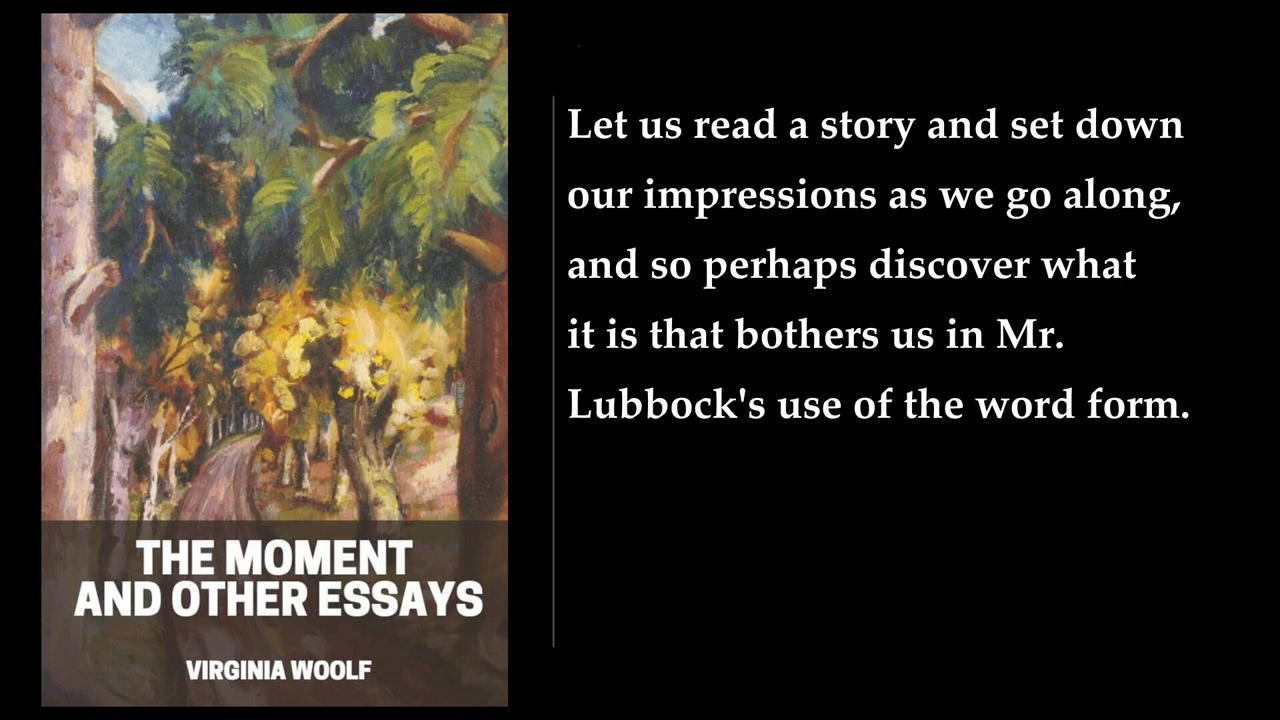 THE MOMENT
AND OTHER ESSAYS
VIRGINIA WOOLF
Let us read a story and set down
our impressions as we go along,
and so perhaps discover what
it is that bothers us in Mr.
Lubbock's use of the word form.